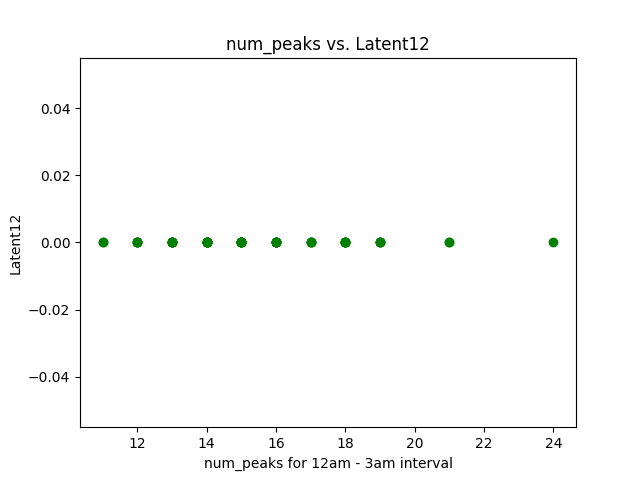 num_peaks vs. Latent12
0.04
0.02
0.00
−0.02
−0.04
Latent12
12 14 16 18 20 22 24
num_peaks for 12am - 3am interval